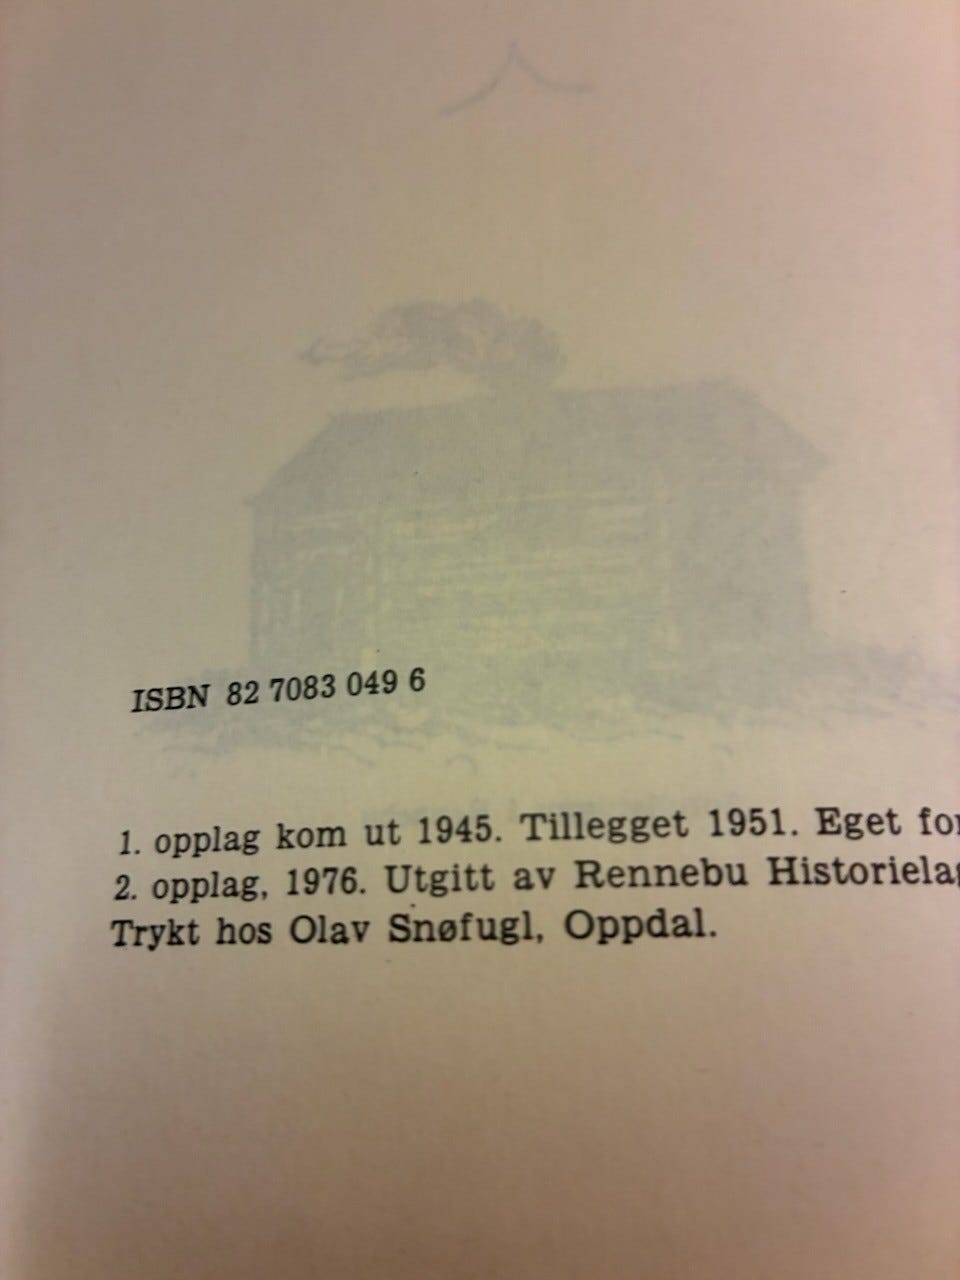 ISBN 82 7083 049 6
1. opplag kom ut 1945. Tillegget 1951. Eget
2. opplag, 1976. Utgitt av Rennebu
Trykt hos Olav Snøfugl, Oppdal.